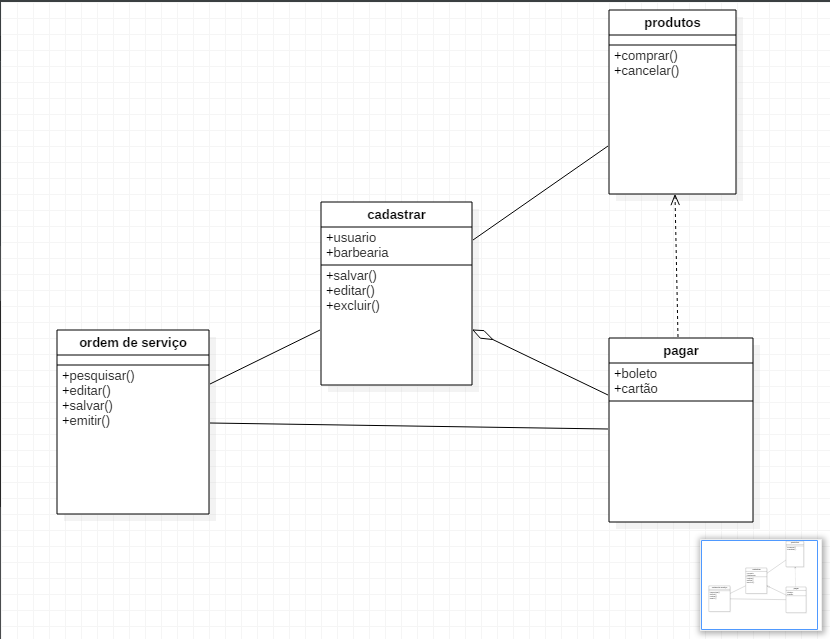 produtos
+comprar()
+cancelar()
cadastrar
+usuario
+barbearia
+salvar()
+editar()
+excluir()
ordem de serviço
+pesquisar()
+editar()
+salvar()
+emitir()
pagar
+boleto
+cartão